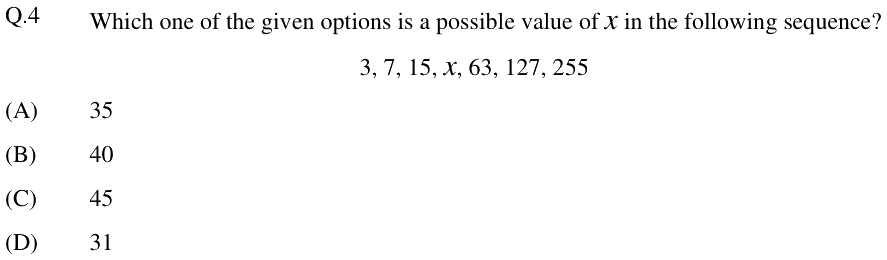 Q.4 Which one of the given options is a possible value of x in the following sequence?
3, 7, 15, x, 63, 127, 255
(A) 35
(B) 40
(C) 45
(D) 31